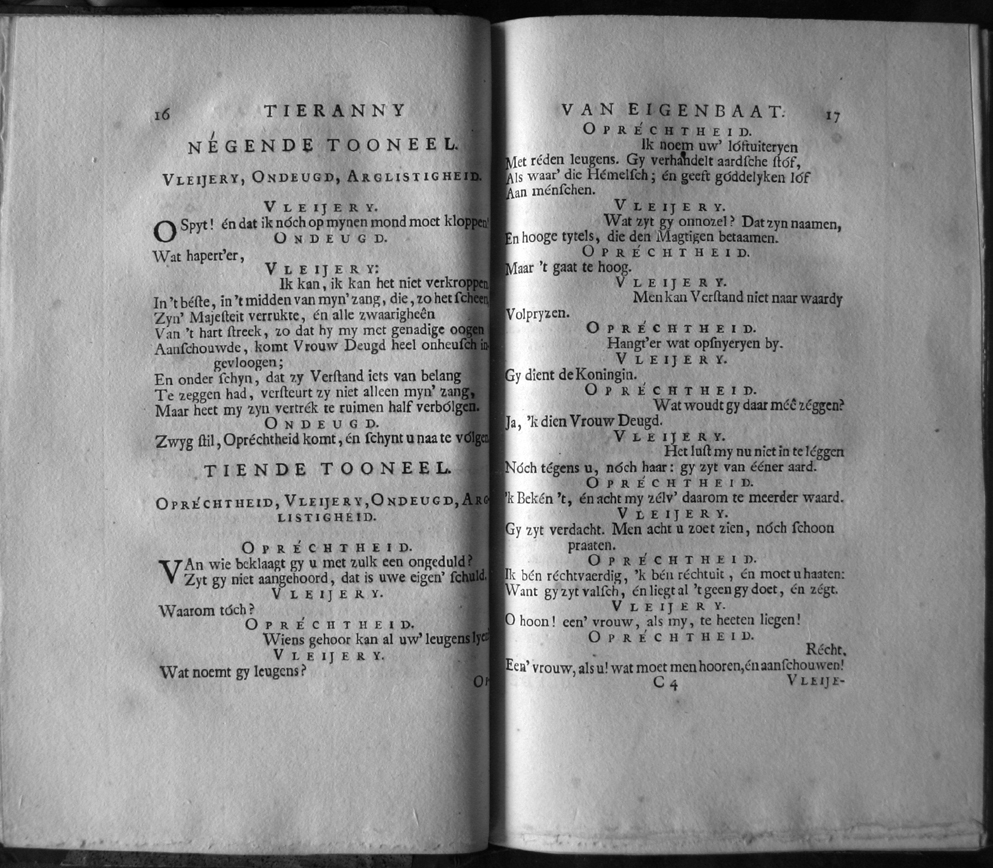 16 TIERANNY
NÉGENDE TOONEEL.
VLEIJERY, ONDEUGD, ARGLISTIGHEID.
VLEIJERY.
O Spyt! én dat ik nóch op mynen mond moet kloppen!
ONDEUGD.
Wat hapert'er,
VLEIJERY:
Ik kan, ik kan het niet verkroppen
In 't béſte, in 't midden van myn' zang, die, zo het ſcheen
Zyn' Majeſteit verrukte, én alle zwaarigheên
Van 't hart ſtreek, zo dat hy my met genadige oogen
Aanſchouwde, komt Vrouw Deugd heel onheuſch in-
gevloogen;
En onder ſchyn, dat zy Verſtand iets van belang
Te zeggen had, verſteurt zy niet alleen myn' zang,
Maar heet my zyn vertrék te ruimen half verbólgen.
ONDEUGD.
Zwyg ſtil, Opréchtheid komt, én ſchynt u naa te vólgen
TIENDE TOONEEL.
OPRÉCHTHEID, VLEIJERY, ONDEUGD, ARG-
LISTIGHEID.
OPRÉCHTHEID.
VAn wie beklaagt gy u met zulk een ongeduld?
Zyt gy niet aangehoord, dat is uwe eigen' ſchuld.
VLEIJERY.
Waarom tóch?
OPRÉCHTHEID.
Wiens gehoor kan al uw' leugens
VLEIJERY.
Wat noemt gy leugens?
VAN EIGENBAAT. 17
OPRÉCHTHEID.
Ik noem uw' lóftuiteryen
Met réden leugens. Gy verhandelt aardſche ſtóf,
Als waar' die Hémelſch; én geeft góddelyken lóf
Aan ménſchen.
VLEIJERY.
Wat zyt gy onnozel? Dat zyn naamen,
En hooge tytels, die den Magtigen betaamen.
OPRÉCHTHEID.
Maar 't gaat te hoog.
VLEIJERY.
Men kan Verſtand niet naar waardy
Volpryzen.
OPRÉCHTHEID.
Hangt'er wat opſnyeryen by.
VLEIJERY.
Gy dient de Koningin.
OPRÉCHTHEID.
Wat woudt gy daar méê zéggen?
Ja, 'k dien Vrouw Deugd.
VLEIJERY.
Het luſt my nu niet in te léggen
Nóch tégens u, nóch haar: gy zyt van ééner aard.
OPRÉCHTHEID.
'k Bekén 't, én acht my zélv' daarom te meerder waard.
VLEIJERY.
Gy zyt verdacht. Men acht u zoet zien, nóch ſchoon
praaten.
OPRÉCHTHEID.
Ik bén réchtvaerdig, 'k bén réchtuit, én moet u haaten:
Want gy zyt valſch, én liegt al 't geen gy doet, én zégt.
VLEIJERY.
O hoon! een' vrouw, als my, te heeten liegen!
OPRÉCHTHEID.
Récht,
Een' vrouw, als u! wat moet men hooren, én aanſchouwen!
C 4 VLEIJE-